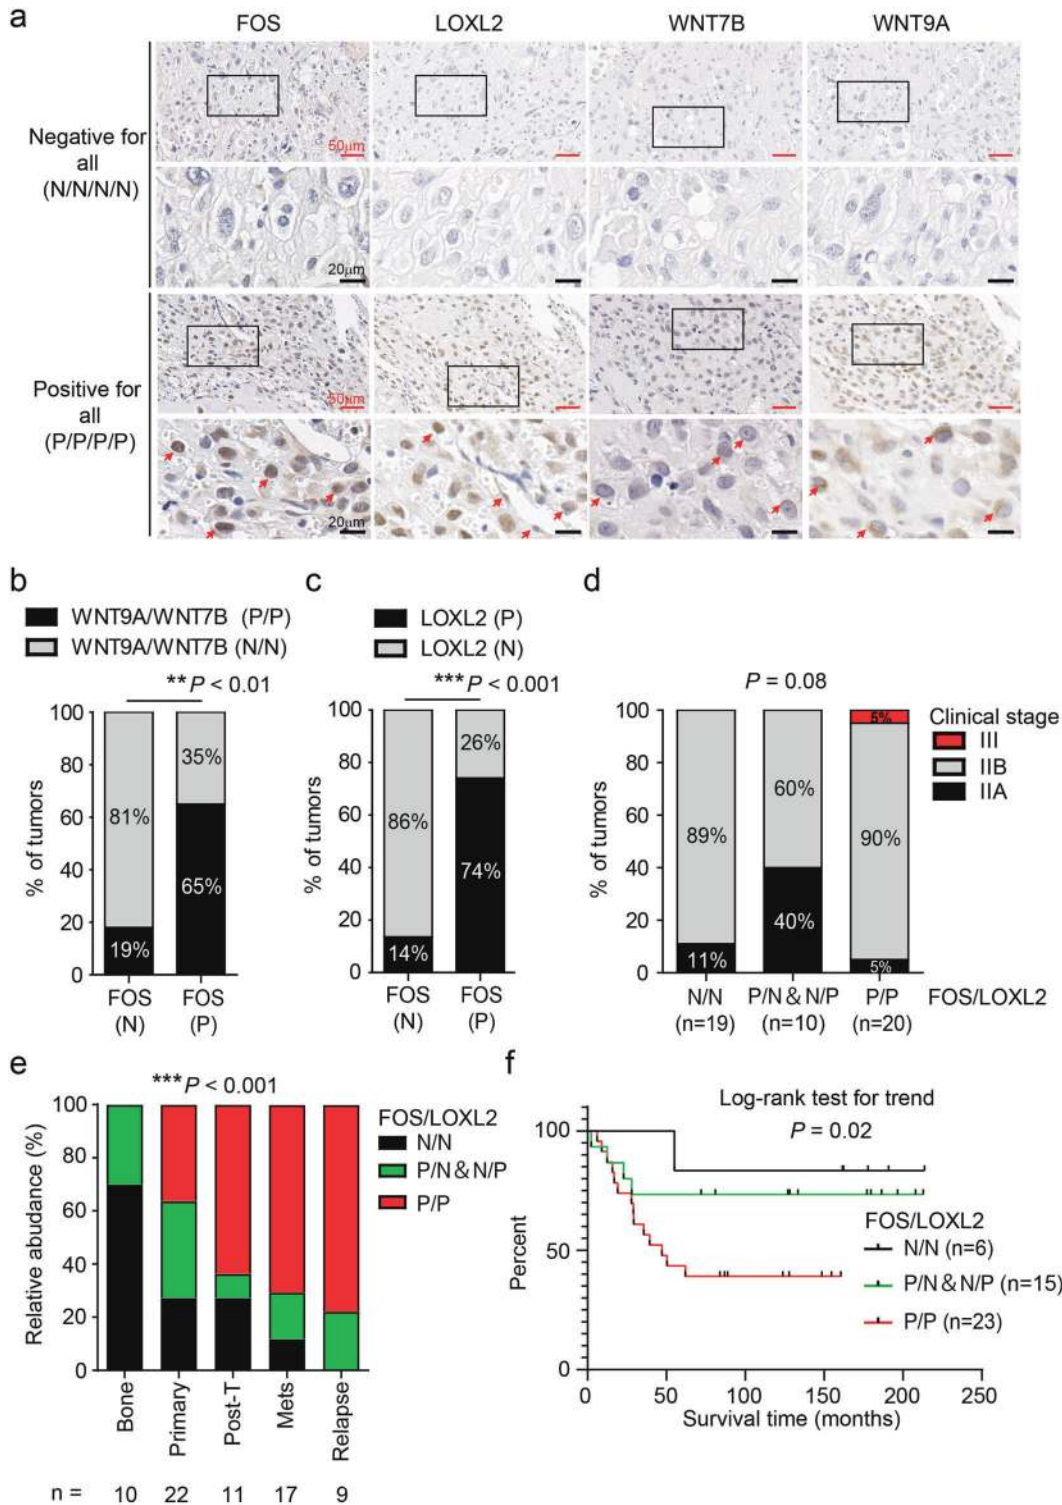 a
FOS LOXL2 WNT7B WNT9A
Negative for
all
(N/N/N/N)
50μm
20μm
Positive for
all
(P/P/P/P)
50μm
20μm
b
WNT9A/WNT7B (P/P)
WNT9A/WNT7B (N/N)
**P < 0.01
% of tumors
100
80
60
40
20
0
81%
19%
35%
65%
FOS
(N)
FOS
(P)
c
LOXL2 (P)
LOXL2 (N)
***P < 0.001
% of tumors
100
80
60
40
20
0
86%
14%
26%
74%
FOS
(N)
FOS
(P)
d
P = 0.08
Clinical stage
III
IIB
IIA
% of tumors
100
80
60
40
20
0
89%
11%
60%
40%
5%
90%
5%
N/N
(n=19)
P/N & N/P
(n=10)
P/P
(n=20)
FOS/LOXL2
e
***P < 0.001
FOS/LOXL2
N/N
P/N & N/P
P/P
Relative abudance (%)
100
80
60
40
20
0
Bone
Primary
Post-T
Mets
Relapse
n = 10 22 11 17 9
f
Log-rank test for trend
P = 0.02
Percent
100
50
0
FOS/LOXL2
N/N (n=6)
P/N & N/P (n=15)
P/P (n=23)
0 50 100 150 200 250
Survival time (months)